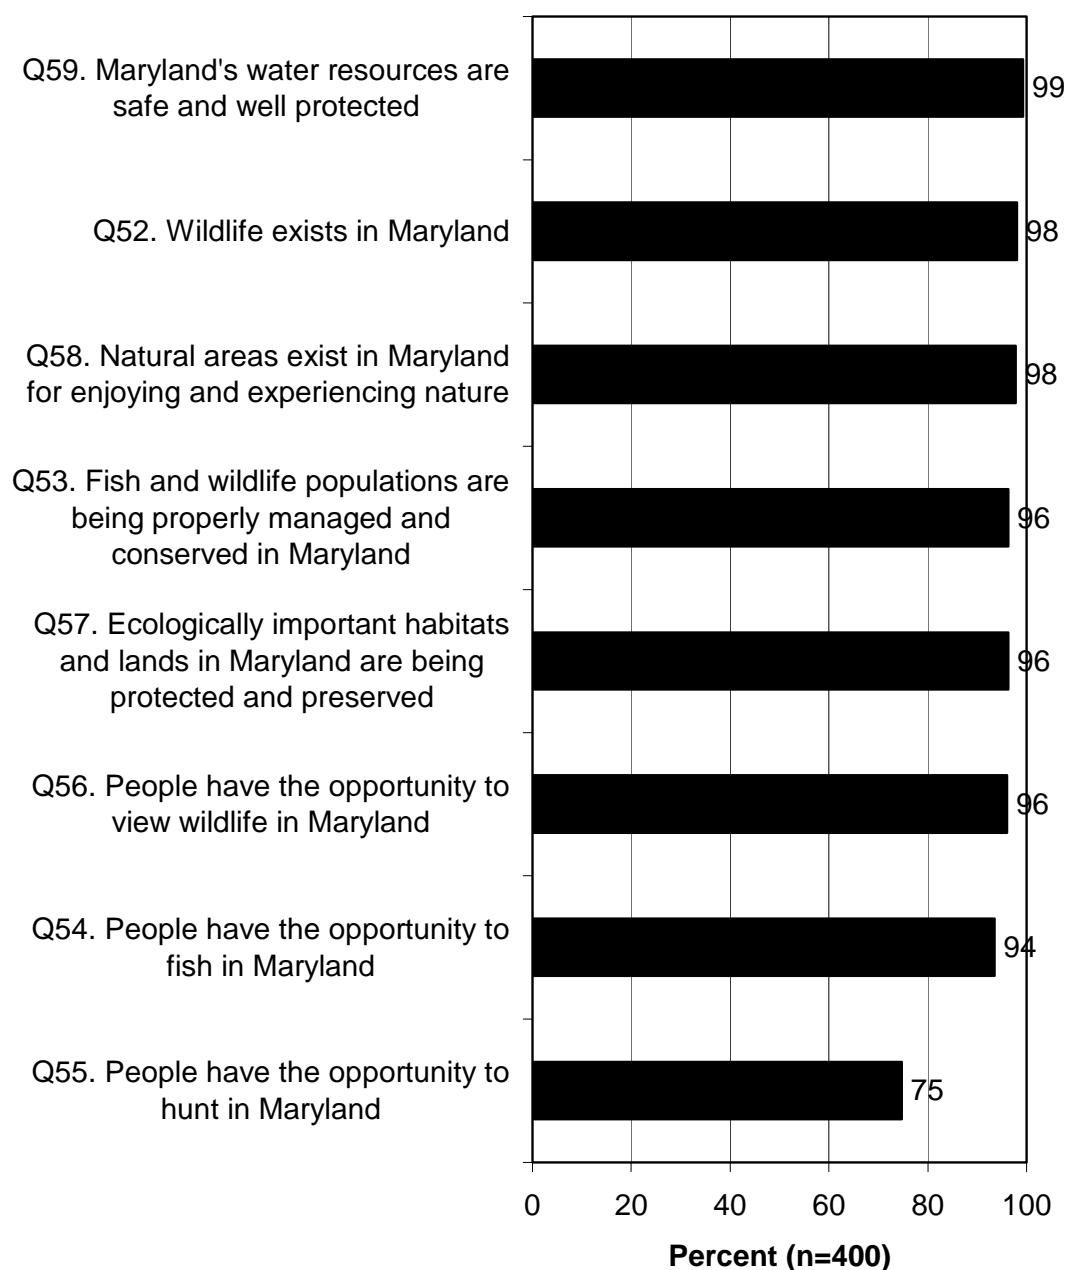 Q59. Maryland's water resources are
safe and well protected
99
Q52. Wildlife exists in Maryland
98
Q58. Natural areas exist in Maryland
for enjoying and experiencing nature
98
Q53. Fish and wildlife populations are
being properly managed and
conserved in Maryland
96
Q57. Ecologically important habitats
and lands in Maryland are being
protected and preserved
96
Q56. People have the opportunity to
view wildlife in Maryland
96
Q54. People have the opportunity to
fish in Maryland
94
Q55. People have the opportunity to
hunt in Maryland
75
0 20 40 60 80 100
Percent (n=400)